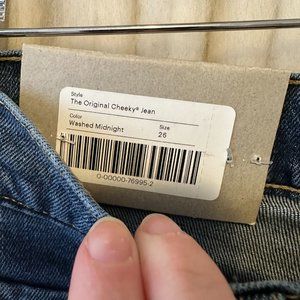 Style
The Original Cheeky® Jean
Color
Washed Midnight
Size
26
0-00000-76995-2